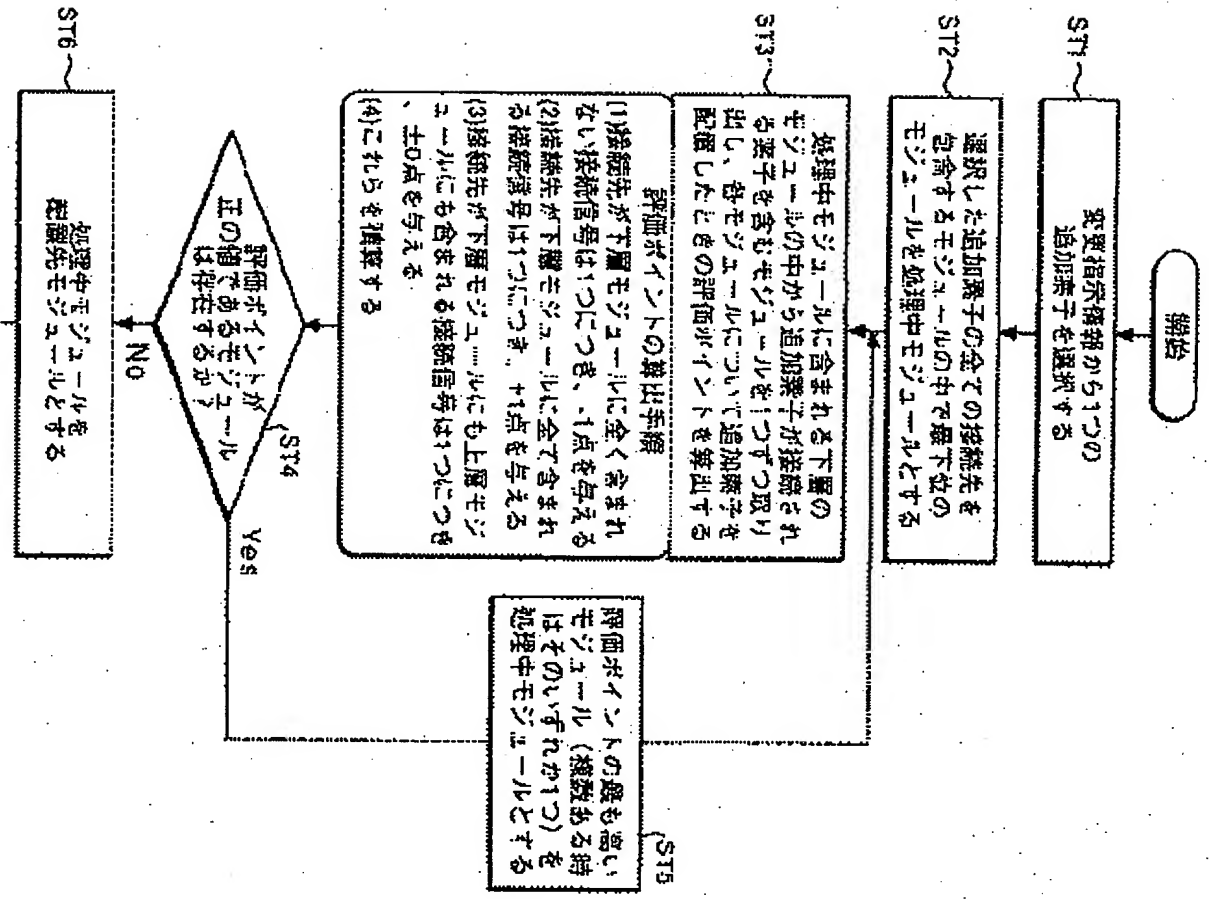 開始
ST1
変更指示情報から1つの
追加素子を選択する
ST2
選択した追加素子の全ての接続先を
包含するモジュールの中で最下位の
モジュールを処理中モジュールとする
ST3
処理中モジュールに含まれる下層の
モジュールの中から追加素子が接続され
る素子を含むモジュールを1つずつ取り
出し、各モジュールについて追加素子を
配置したときの評価ポイントを算出する
評価ポイントの算出手順
(1)接続先が下層モジュールに全く含まれ
ない接続信号は1つにつき、-1点を与える
(2)接続先が下層モジュールに全て含まれ
る接続信号は1つにつき、+1点を与える
(3)接続先が下層モジュールにも上層モジ
ュールにも含まれる接続信号は1つにつき
、±0点を与える
(4)これらを積算する
ST4
評価ポイントが
正の値であるモジュール
は存在するか?
Yes
No
ST5
評価ポイントの最も高い
モジュール(複数ある時
はそのいずれか1つ)を
処理中モジュールとする
ST6
処理中モジュールを
配置先モジュールとする